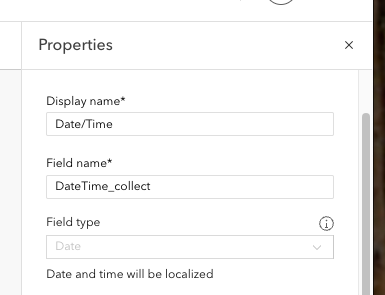 Properties
Display name*
Date/Time
Field name*
DateTime_collect
Field type
Date
Date and time will be localized